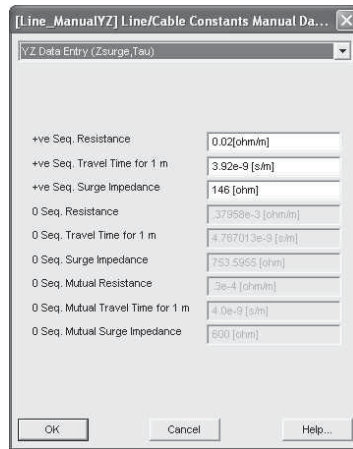 [Line_ManualYZ] Line/Cable Constants Manual Da...
YZ Data Entry (Zsurge,Tau)
+ve Seq. Resistance 0.02[ohm/m]
+ve Seq. Travel Time for 1 m 3.92e-9 [s/m]
+ve Seq. Surge Impedance 146 [ohm]
0 Seq. Resistance .37958e-3 [ohm/m]
0 Seq. Travel Time for 1 m 4.767013e-9 [s/m]
0 Seq. Surge Impedance 753.5955 [ohm]
0 Seq. Mutual Resistance .3e-4 [ohm/m]
0 Seq. Mutual Travel Time for 1 m 4.0e-9 [s/m]
0 Seq. Mutual Surge Impedance 600 [ohm]
OK Cancel Help...